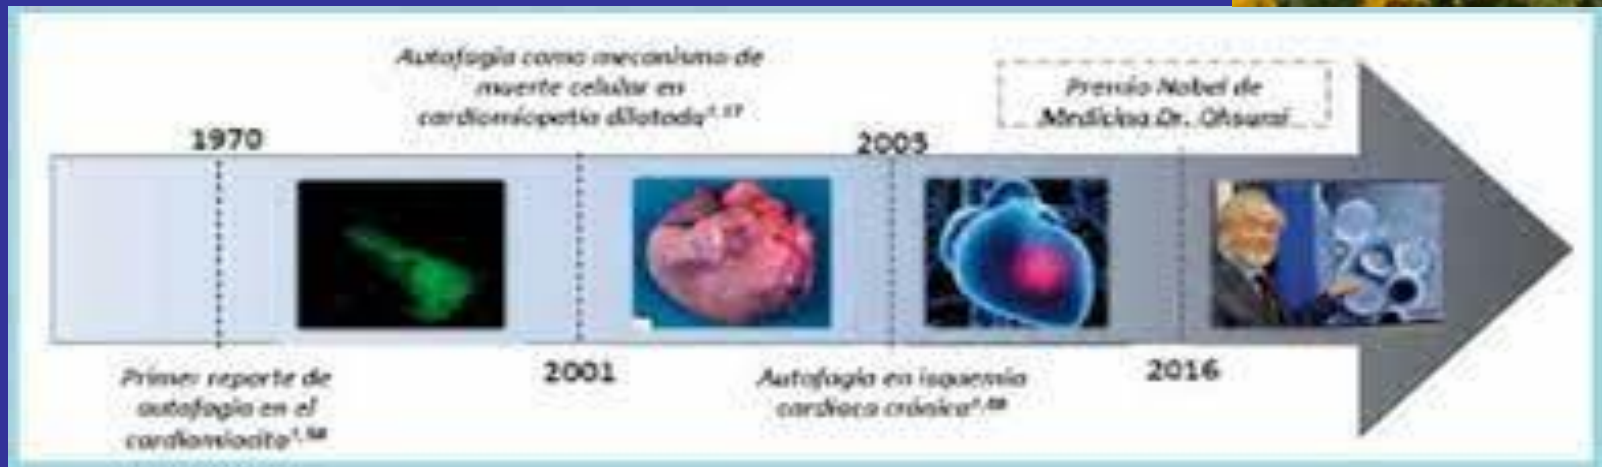 Autofagia como mecanismo de
muerte celular en
cardiomiopatía dilatada
Premio Nobel de
Medicina Dr. Ohsumi
1970
2005
2001
2016
Primer reporte de
autofagia en el
cardiomiocito
Autofagia en isquemia
cardiaca crónica